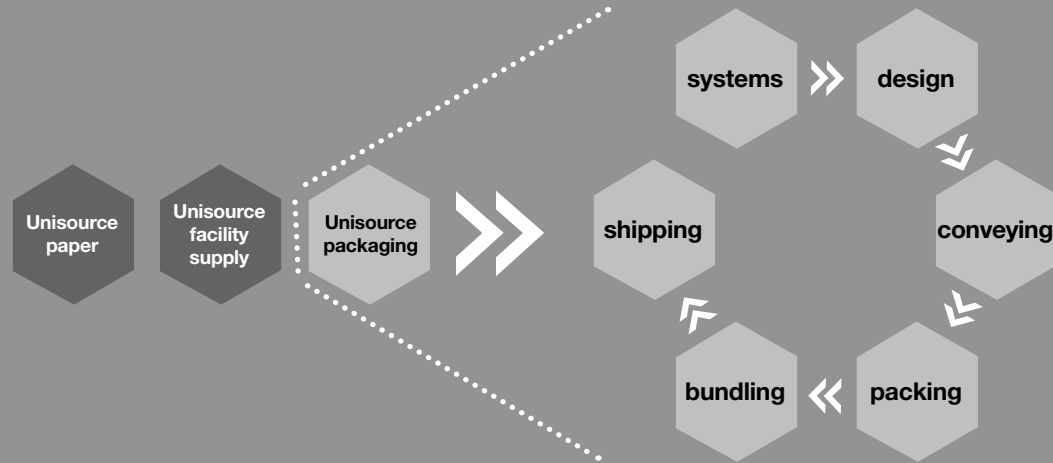 Unisource
paper
Unisource
facility
supply
Unisource
packaging
systems
design
conveying
packing
bundling
shipping